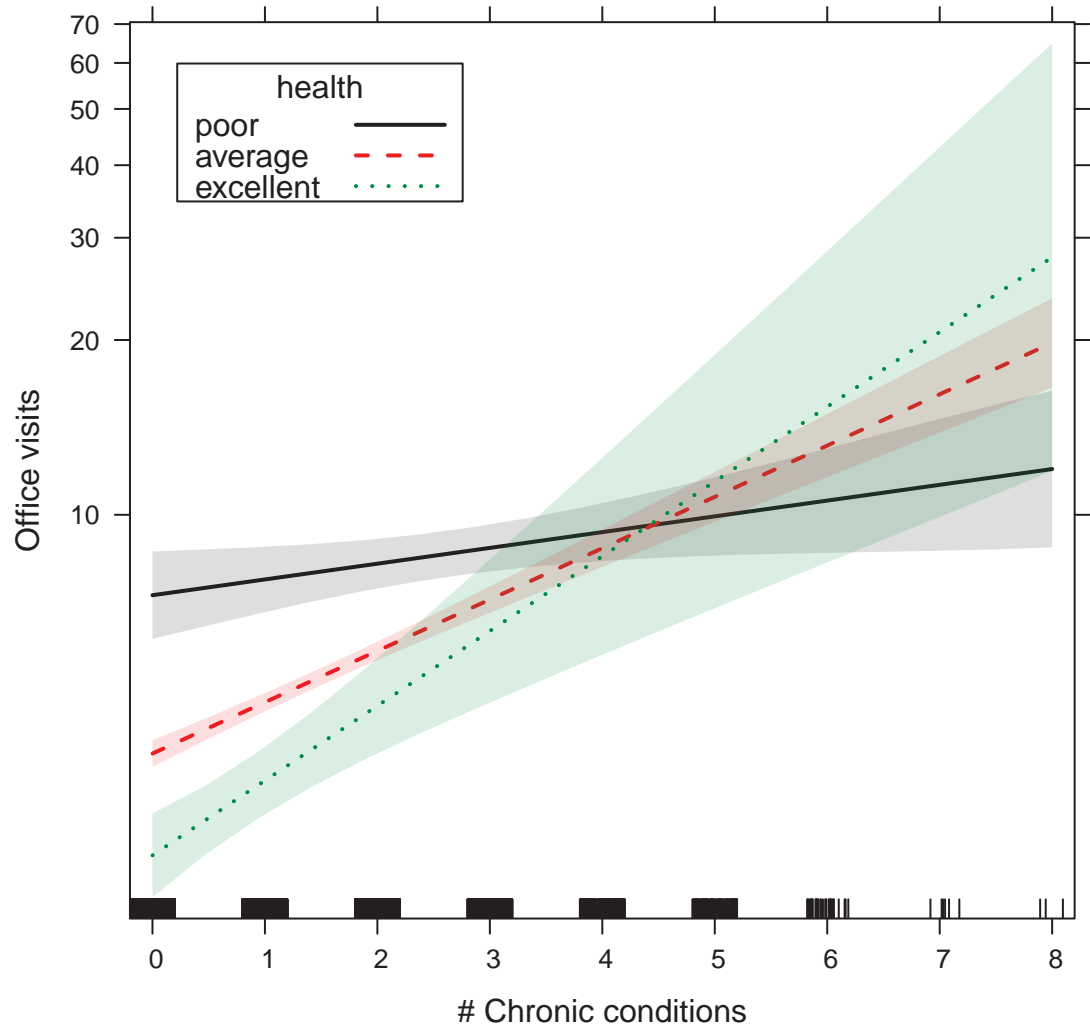 70
60
50
40
30
20
10
Office visits
health
poor
average
excellent
0 1 2 3 4 5 6 7 8
# Chronic conditions